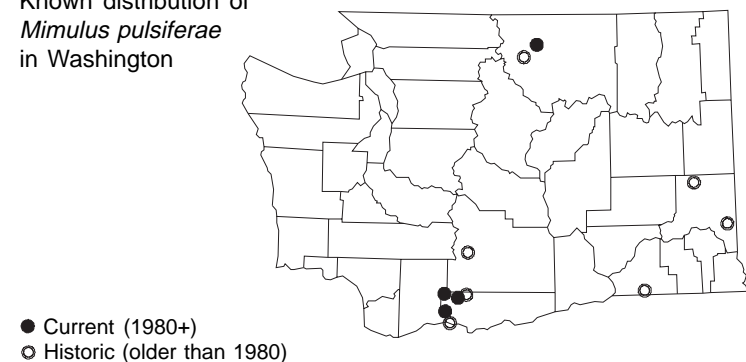 Known distribution of
Mimulus pulsiferae
in Washington
Current (1980+)
Historic (older than 1980)